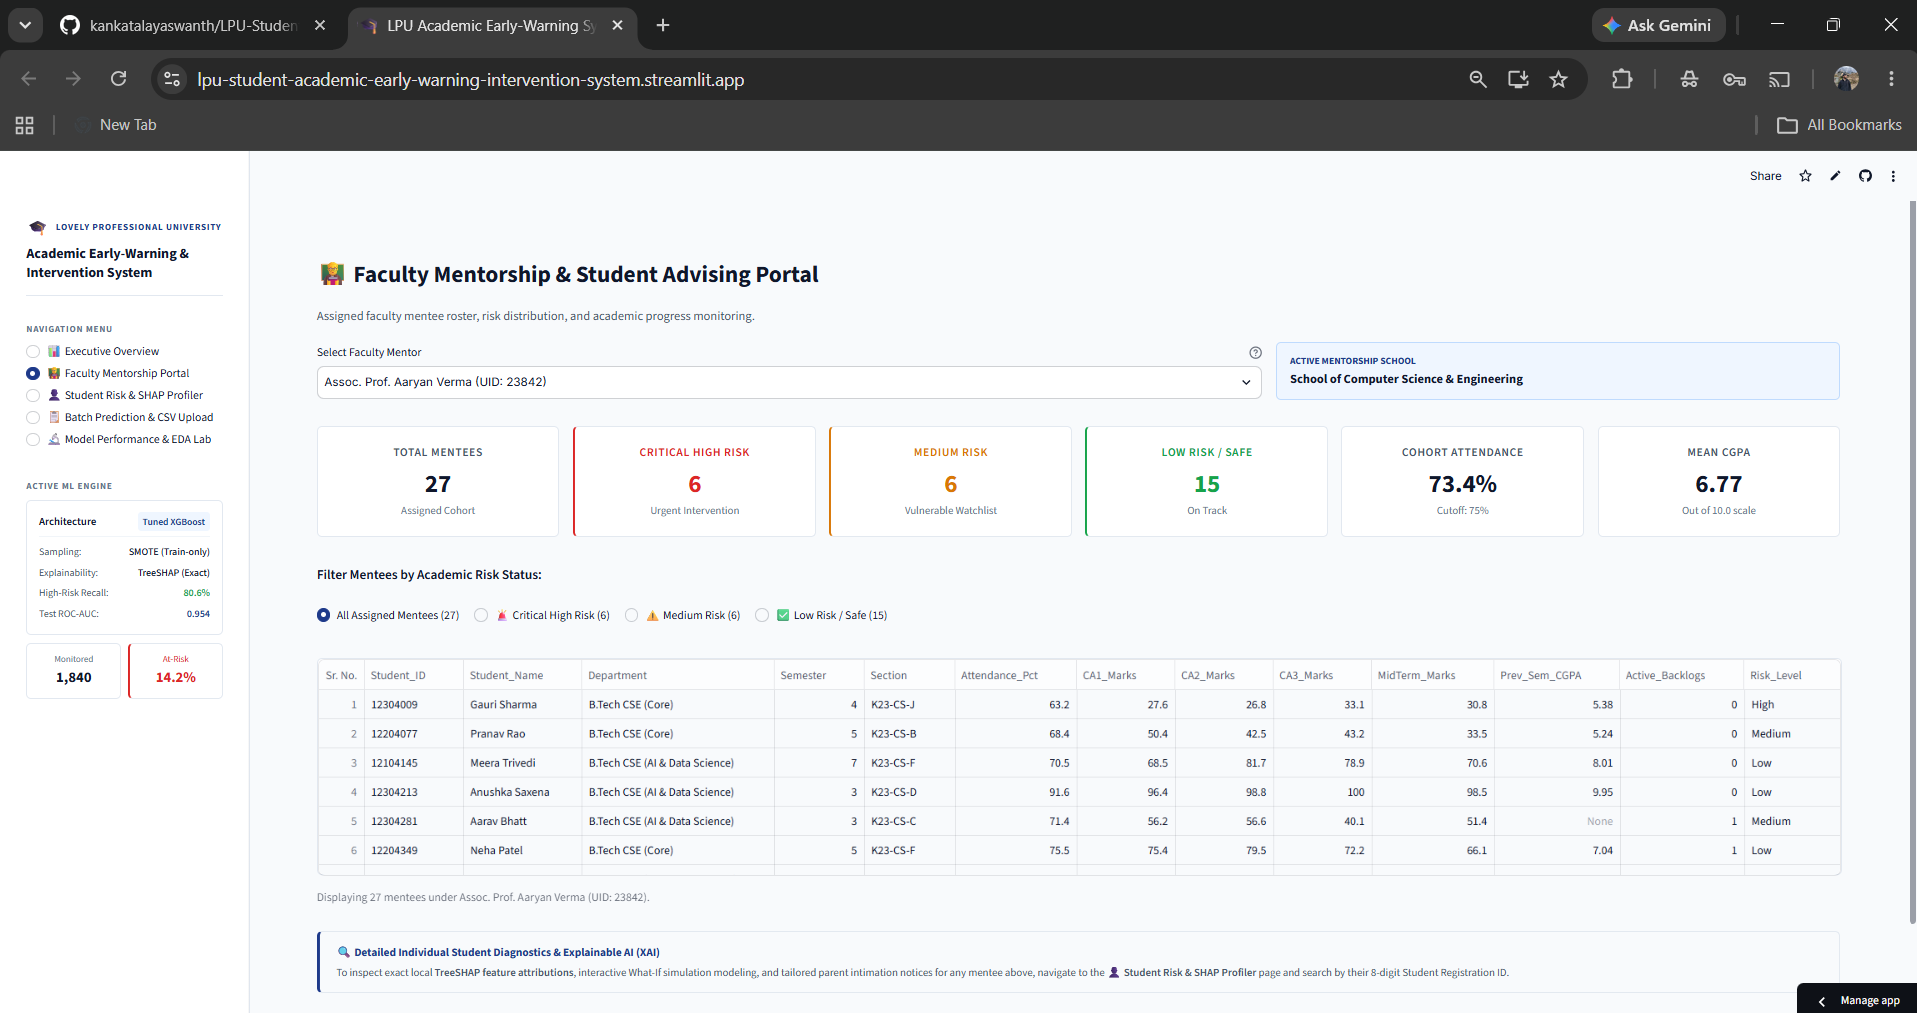 kankatalayaswanth/LPU-Studen
LPU Academic Early-Warning Sy
Ask Gemini
lpu-student-academic-early-warning-intervention-system.streamlit.app
New Tab
All Bookmarks
Share
LOVELY PROFESSIONAL UNIVERSITY
Academic Early-Warning &
Intervention System
NAVIGATION MENU
Executive Overview
Faculty Mentorship Portal
Student Risk & SHAP Profiler
Batch Prediction & CSV Upload
Model Performance & EDA Lab
ACTIVE ML ENGINE
Architecture Tuned XGBoost
Sampling: SMOTE (Train-only)
Explainability: TreeSHAP (Exact)
High-Risk Recall: 80.6%
Test ROC-AUC: 0.954
Monitored At-Risk
1,840 14.2%
Faculty Mentorship & Student Advising Portal
Assigned faculty mentee roster, risk distribution, and academic progress monitoring.
Select Faculty Mentor
Assoc. Prof. Aaryan Verma (UID: 23842)
ACTIVE MENTORSHIP SCHOOL
School of Computer Science & Engineering
TOTAL MENTEES CRITICAL HIGH RISK MEDIUM RISK LOW RISK / SAFE COHORT ATTENDANCE MEAN CGPA
27 6 6 15 73.4% 6.77
Assigned Cohort Urgent Intervention Vulnerable Watchlist On Track Cutoff: 75% Out of 10.0 scale
Filter Mentees by Academic Risk Status:
All Assigned Mentees (27) Critical High Risk (6) Medium Risk (6) Low Risk / Safe (15)
Sr. No. Student_ID Student_Name Department Semester Section Attendance_Pct CA1_Marks CA2_Marks CA3_Marks MidTerm_Marks Prev_Sem_CGPA Active_Backlogs Risk_Level
1 12304009 Gauri Sharma B.Tech CSE (Core) 4 K23-CS-J 63.2 27.6 26.8 33.1 30.8 5.38 0 High
2 12204077 Pranav Rao B.Tech CSE (Core) 5 K23-CS-B 68.4 50.4 42.5 43.2 33.5 5.24 0 Medium
3 12104145 Meera Trivedi B.Tech CSE (AI & Data Science) 7 K23-CS-F 70.5 68.5 81.7 78.9 70.6 8.01 0 Low
4 12304213 Anushka Saxena B.Tech CSE (AI & Data Science) 3 K23-CS-D 91.6 96.4 98.8 100 98.5 9.95 0 Low
5 12304281 Aarav Bhatt B.Tech CSE (AI & Data Science) 3 K23-CS-C 71.4 56.2 56.6 40.1 51.4 None 1 Medium
6 12204349 Neha Patel B.Tech CSE (Core) 5 K23-CS-F 75.5 75.4 79.5 72.2 66.1 7.04 1 Low
Displaying 27 mentees under Assoc. Prof. Aaryan Verma (UID: 23842).
Detailed Individual Student Diagnostics & Explainable AI (XAI)
To inspect exact local TreeSHAP feature attributions, interactive What-If simulation modeling, and tailored parent intimation notices for any mentee above, navigate to the Student Risk & SHAP Profiler page and search by their 8-digit Student Registration ID.
Manage app